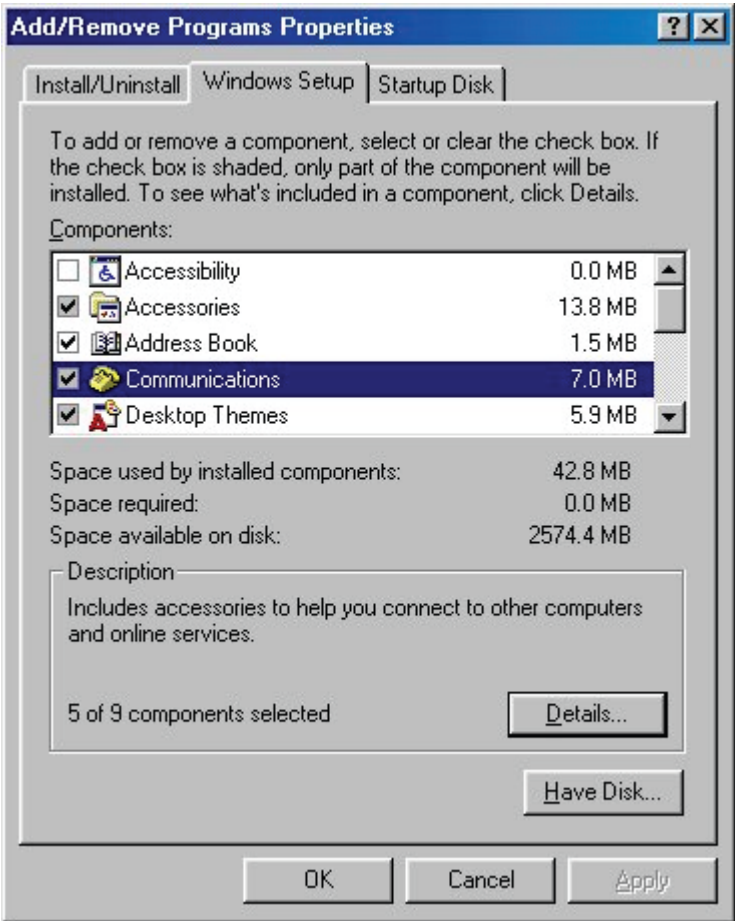 Add/Remove Programs Properties
Install/Uninstall
Windows Setup
Startup Disk
To add or remove a component, select or clear the check box. If
the check box is shaded, only part of the component will be
installed. To see what's included in a component, click Details.
Components:
Accessibility 0.0 MB
Accessories 13.8 MB
Address Book 1.5 MB
Communications 7.0 MB
Desktop Themes 5.9 MB
Space used by installed components: 42.8 MB
Space required: 0.0 MB
Space available on disk: 2574.4 MB
Description
Includes accessories to help you connect to other computers
and online services.
5 of 9 components selected
Details...
Have Disk...
OK
Cancel
Apply